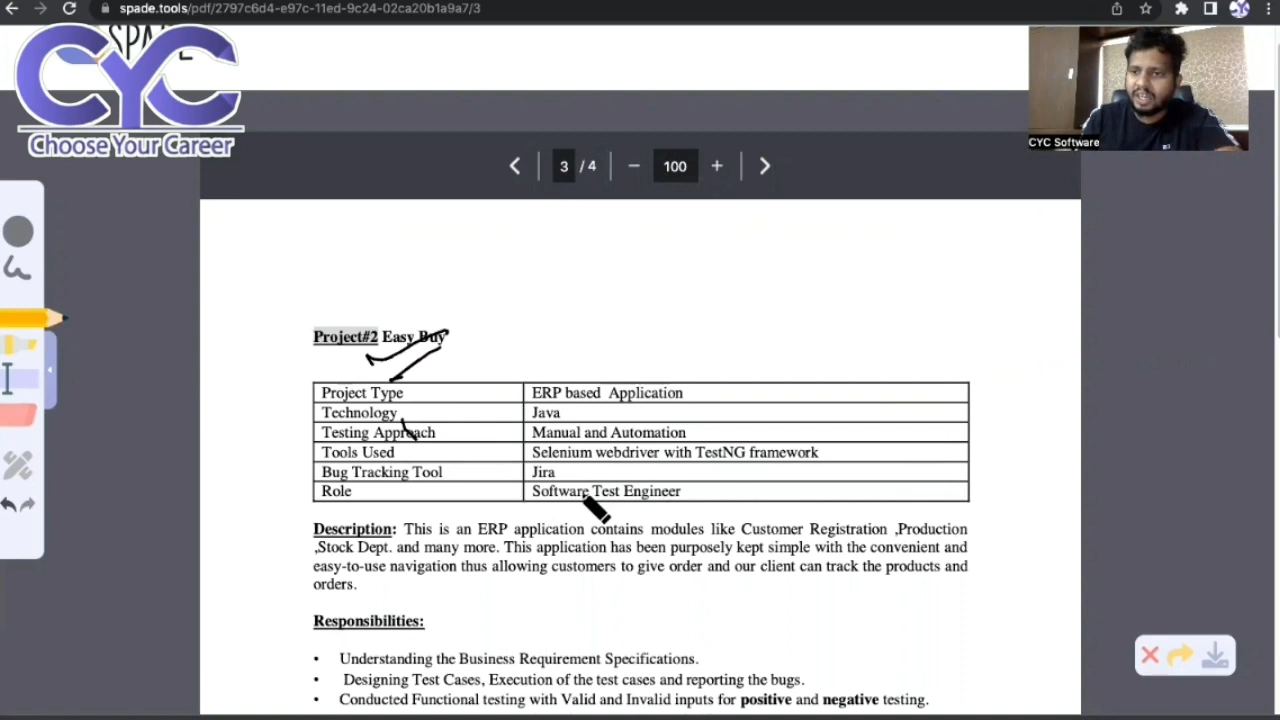 spade.tools/pdf/2797c6d4-e97c-11ed-9c24-02ca20b1a9a7/3
CYC
Choose Your Career
CYC Software
3 / 4 − 100 +
Project#2 Easy Buy
Project Type ERP based Application
Technology Java
Testing Approach Manual and Automation
Tools Used Selenium webdriver with TestNG framework
Bug Tracking Tool Jira
Role Software Test Engineer
Description: This is an ERP application contains modules like Customer Registration ,Production
,Stock Dept. and many more. This application has been purposely kept simple with the convenient and
easy-to-use navigation thus allowing customers to give order and our client can track the products and
orders.
Responsibilities:
• Understanding the Business Requirement Specifications.
• Designing Test Cases, Execution of the test cases and reporting the bugs.
• Conducted Functional testing with Valid and Invalid inputs for positive and negative testing.